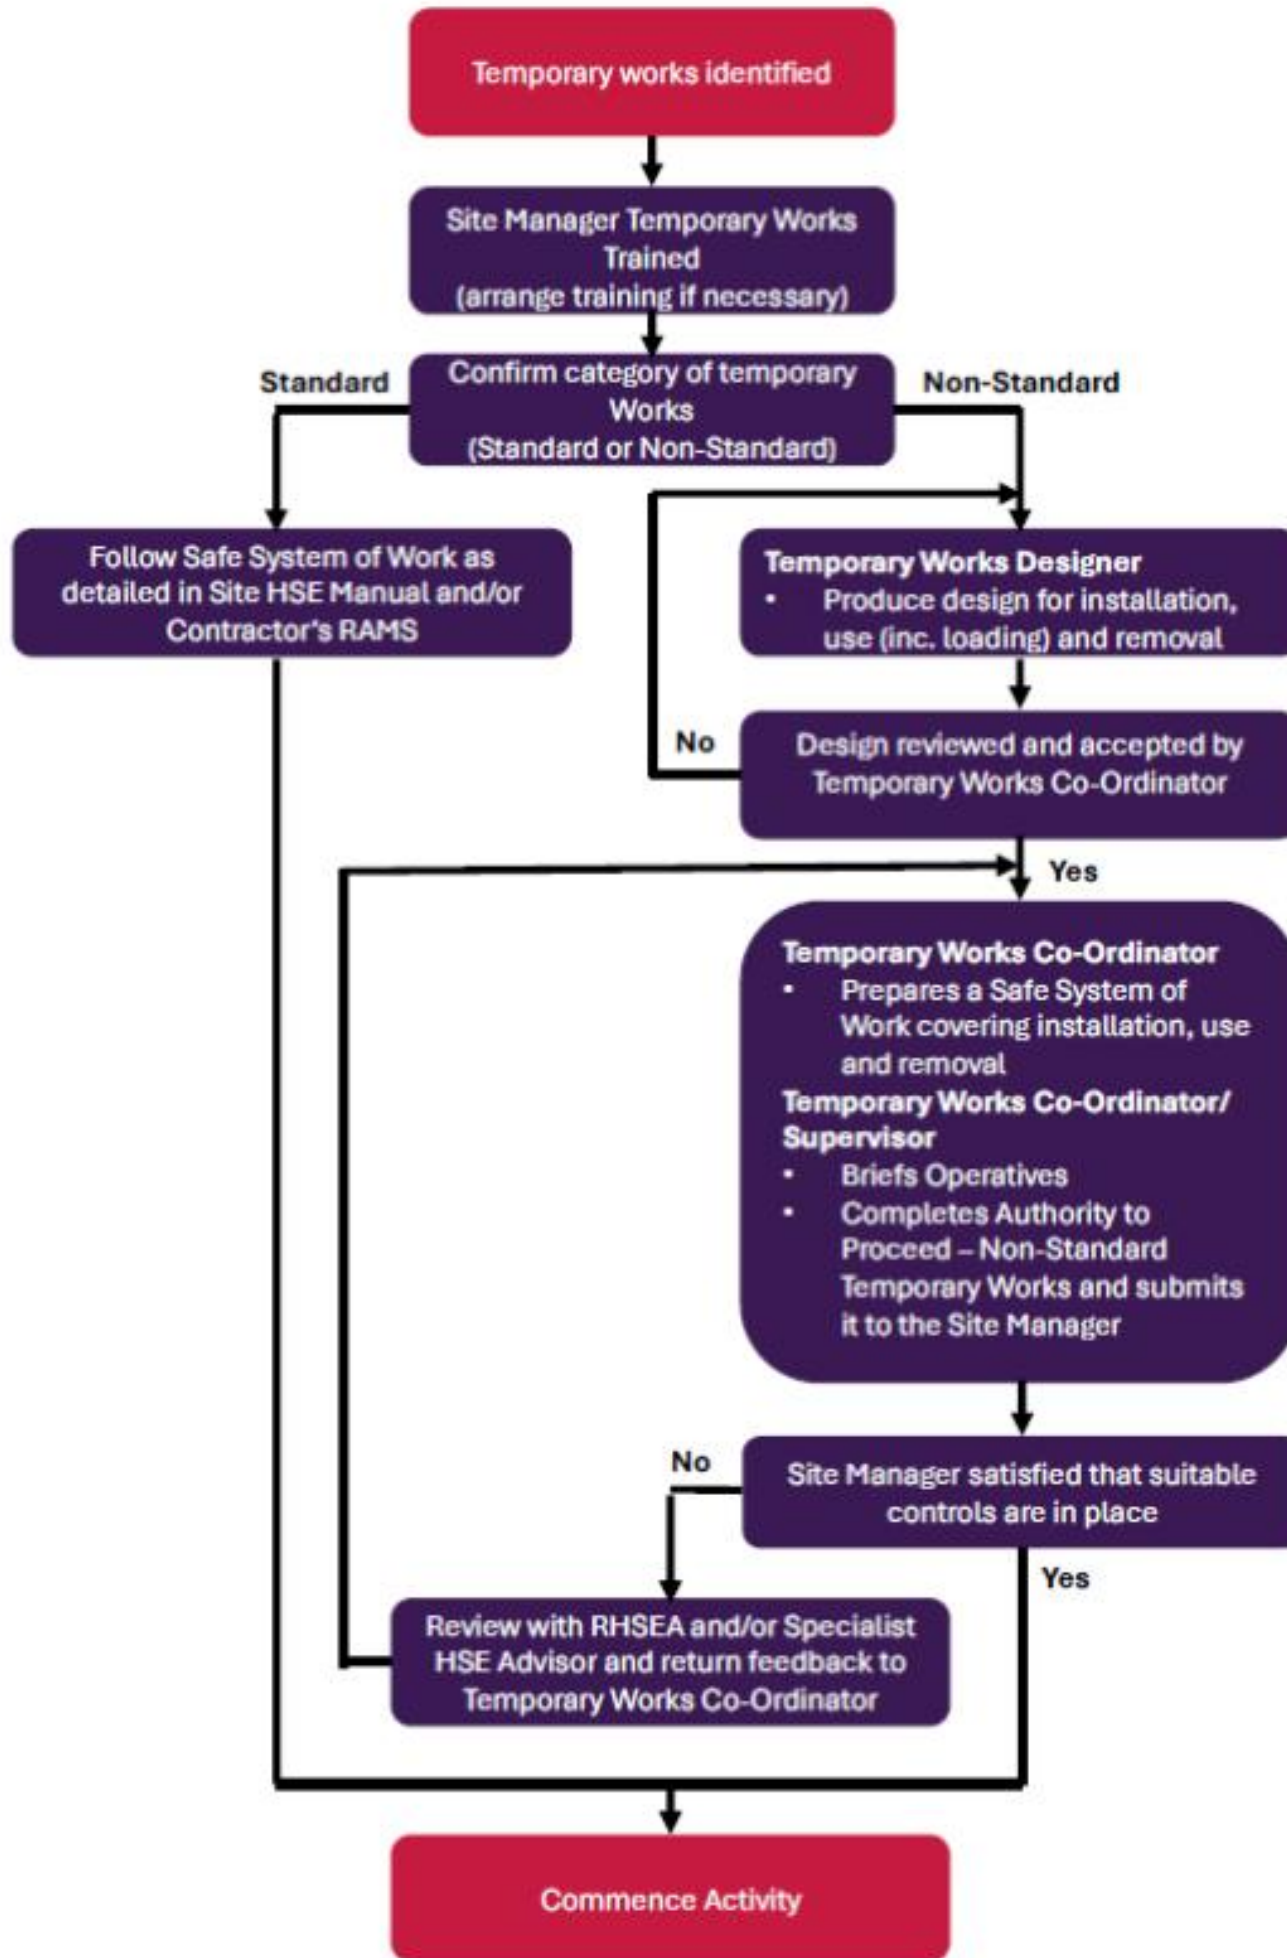 Temporary works identified
Site Manager Temporary Works
Trained
(arrange training if necessary)
Standard
Confirm category of temporary
Works
(Standard or Non-Standard)
Non-Standard
Follow Safe System of Work as
detailed in Site HSE Manual and/or
Contractor's RAMS
Temporary Works Designer
• Produce design for installation,
use (inc. loading) and removal
No
Design reviewed and accepted by
Temporary Works Co-Ordinator
Yes
Temporary Works Co-Ordinator
• Prepares a Safe System of
Work covering installation, use
and removal
Temporary Works Co-Ordinator/
Supervisor
• Briefs Operatives
• Completes Authority to
Proceed – Non-Standard
Temporary Works and submits
it to the Site Manager
No
Site Manager satisfied that suitable
controls are in place
Yes
Review with RHSEA and/or Specialist
HSE Advisor and return feedback to
Temporary Works Co-Ordinator
Commence Activity